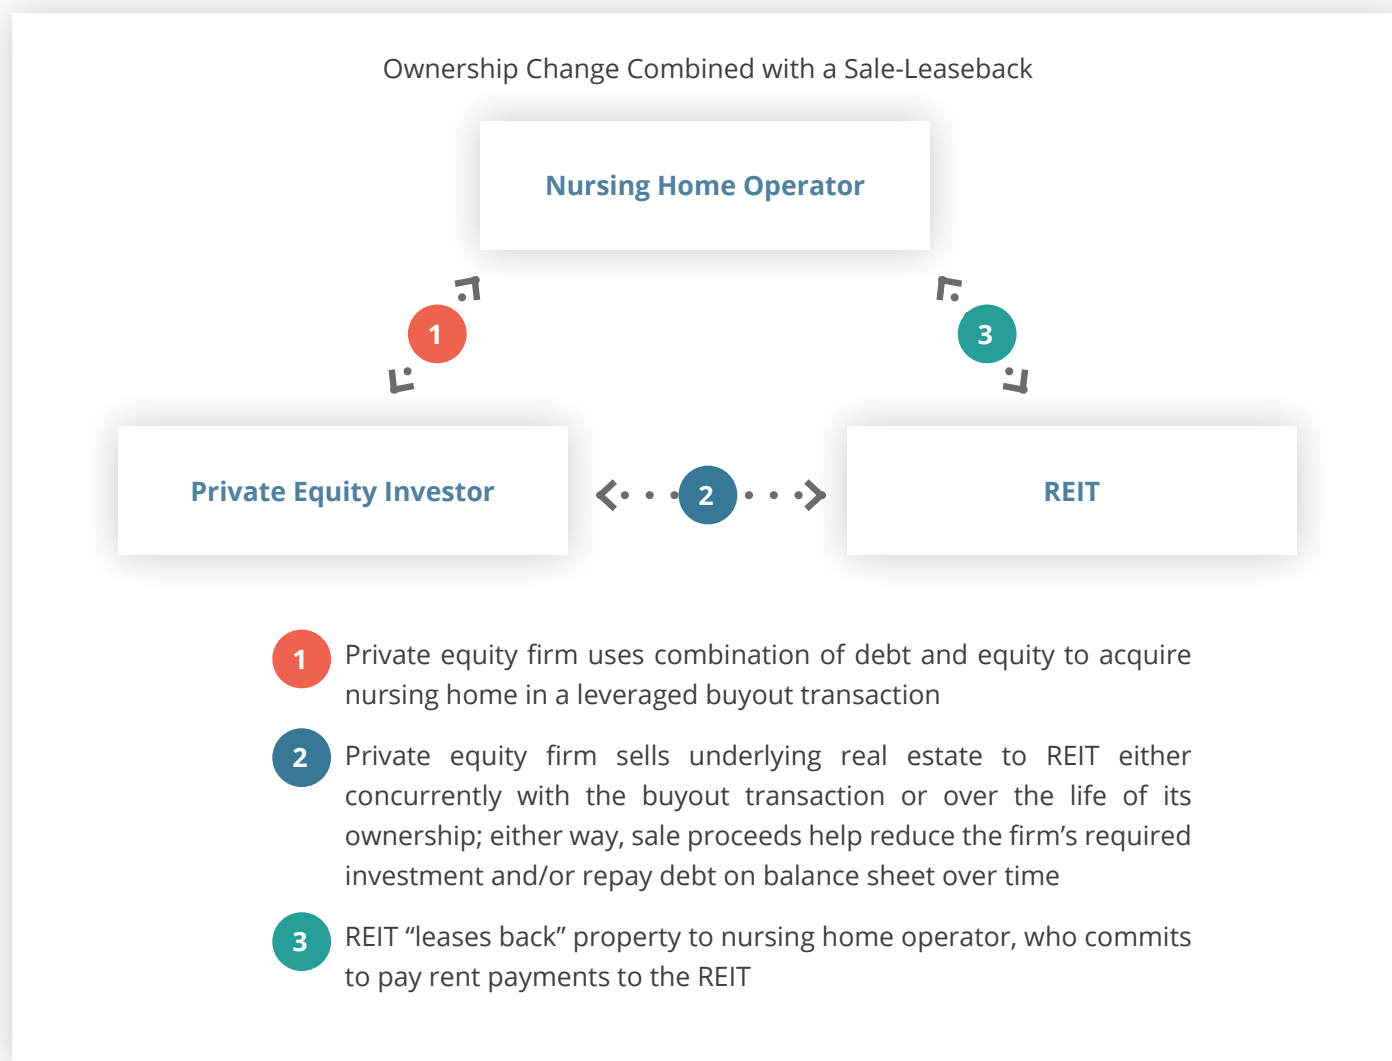 Ownership Change Combined with a Sale-Leaseback
Nursing Home Operator
1
3
Private Equity Investor
2
REIT
1
Private equity firm uses combination of debt and equity to acquire
nursing home in a leveraged buyout transaction
2
Private equity firm sells underlying real estate to REIT either
concurrently with the buyout transaction or over the life of its
ownership; either way, sale proceeds help reduce the firm’s required
investment and/or repay debt on balance sheet over time
3
REIT “leases back” property to nursing home operator, who commits
to pay rent payments to the REIT